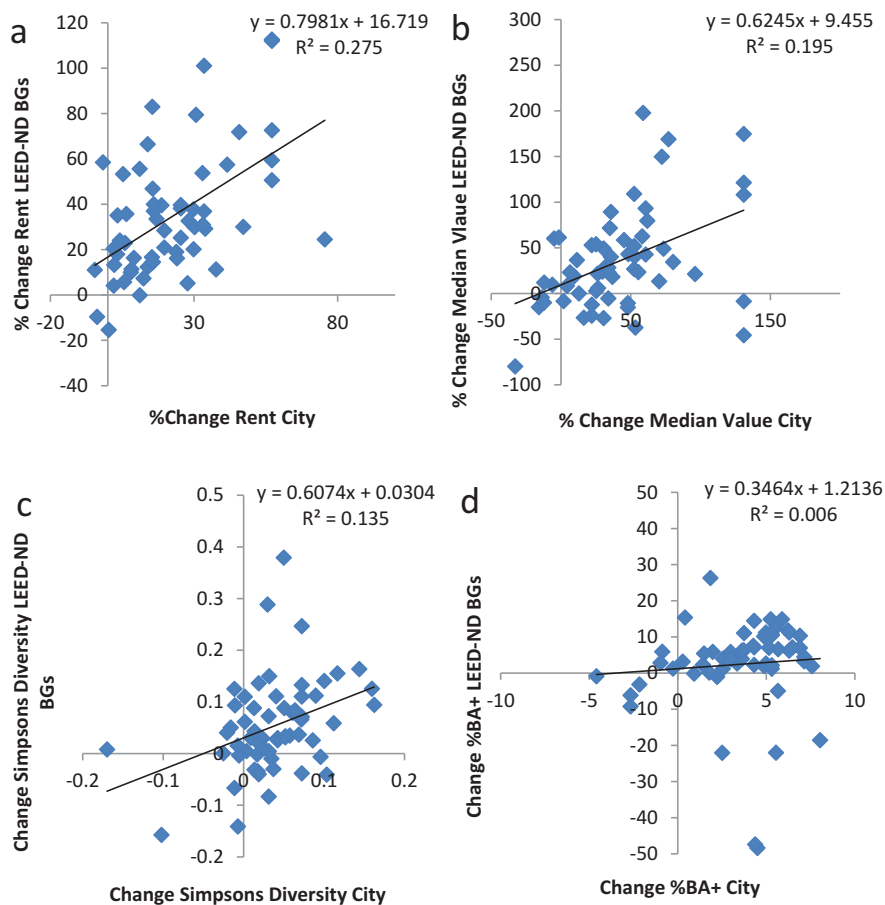 a
y = 0.7981x + 16.719
R² = 0.275
% Change Rent LEED-ND BGs
120
100
80
60
40
20
0
-20
-40
-20
30
80
%Change Rent City
b
y = 0.6245x + 9.455
R² = 0.195
% Change Median Vlaue LEED-ND BGs
300
250
200
150
100
50
0
-50
-100
-50
50
150
% Change Median Value City
c
y = 0.6074x + 0.0304
R² = 0.135
Change Simpsons Diversity LEED-ND
BGs
0.5
0.4
0.3
0.2
0.1
0
-0.1
-0.2
-0.2
-0.1
0
0.1
0.2
Change Simpsons Diversity City
d
y = 0.3464x + 1.2136
R² = 0.006
Change %BA+ LEED-ND BGs
50
40
30
20
10
0
-10
-20
-30
-40
-50
-10
-5
0
5
10
Change %BA+ City